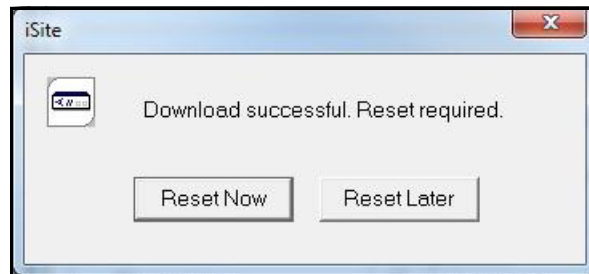 iSite
Download successful. Reset required.
Reset Now
Reset Later